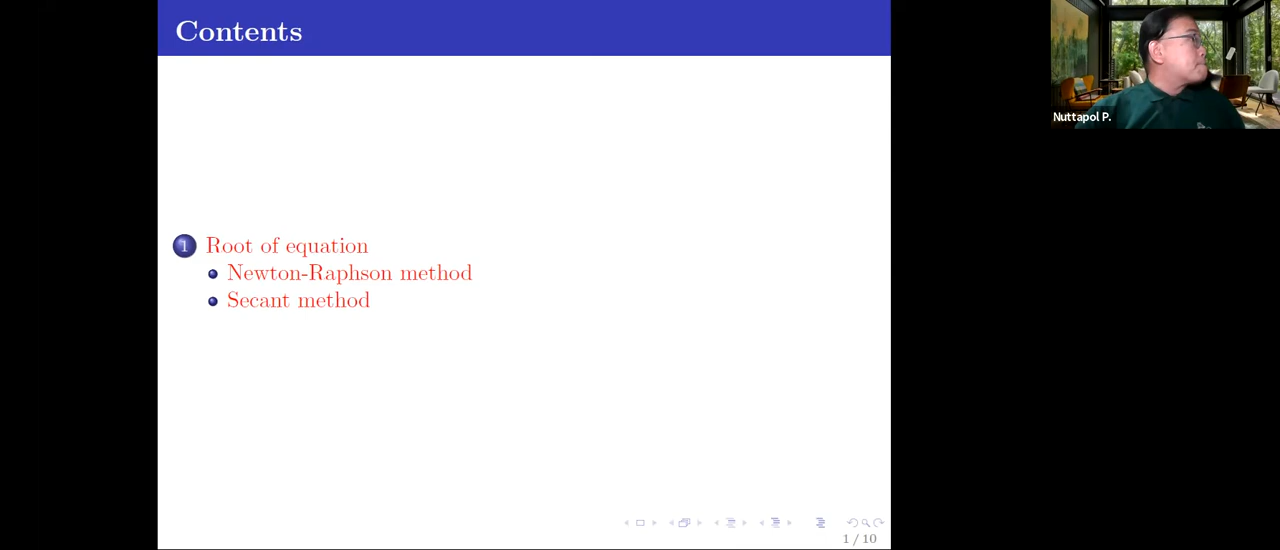 Contents
Nuttapol P.
1 Root of equation
Newton-Raphson method
Secant method
1 / 10